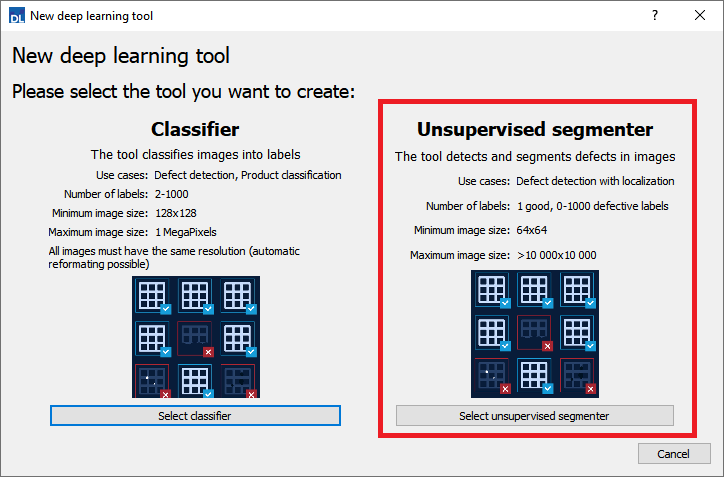 DL New deep learning tool
New deep learning tool
Please select the tool you want to create:
Classifier
The tool classifies images into labels
Use cases: Defect detection, Product classification
Number of labels: 2-1000
Minimum image size: 128x128
Maximum image size: 1 MegaPixels
All images must have the same resolution (automatic
reformating possible)
Select classifier
Unsupervised segmenter
The tool detects and segments defects in images
Use cases: Defect detection with localization
Number of labels: 1 good, 0-1000 defective labels
Minimum image size: 64x64
Maximum image size: >10 000x10 000
Select unsupervised segmenter
Cancel